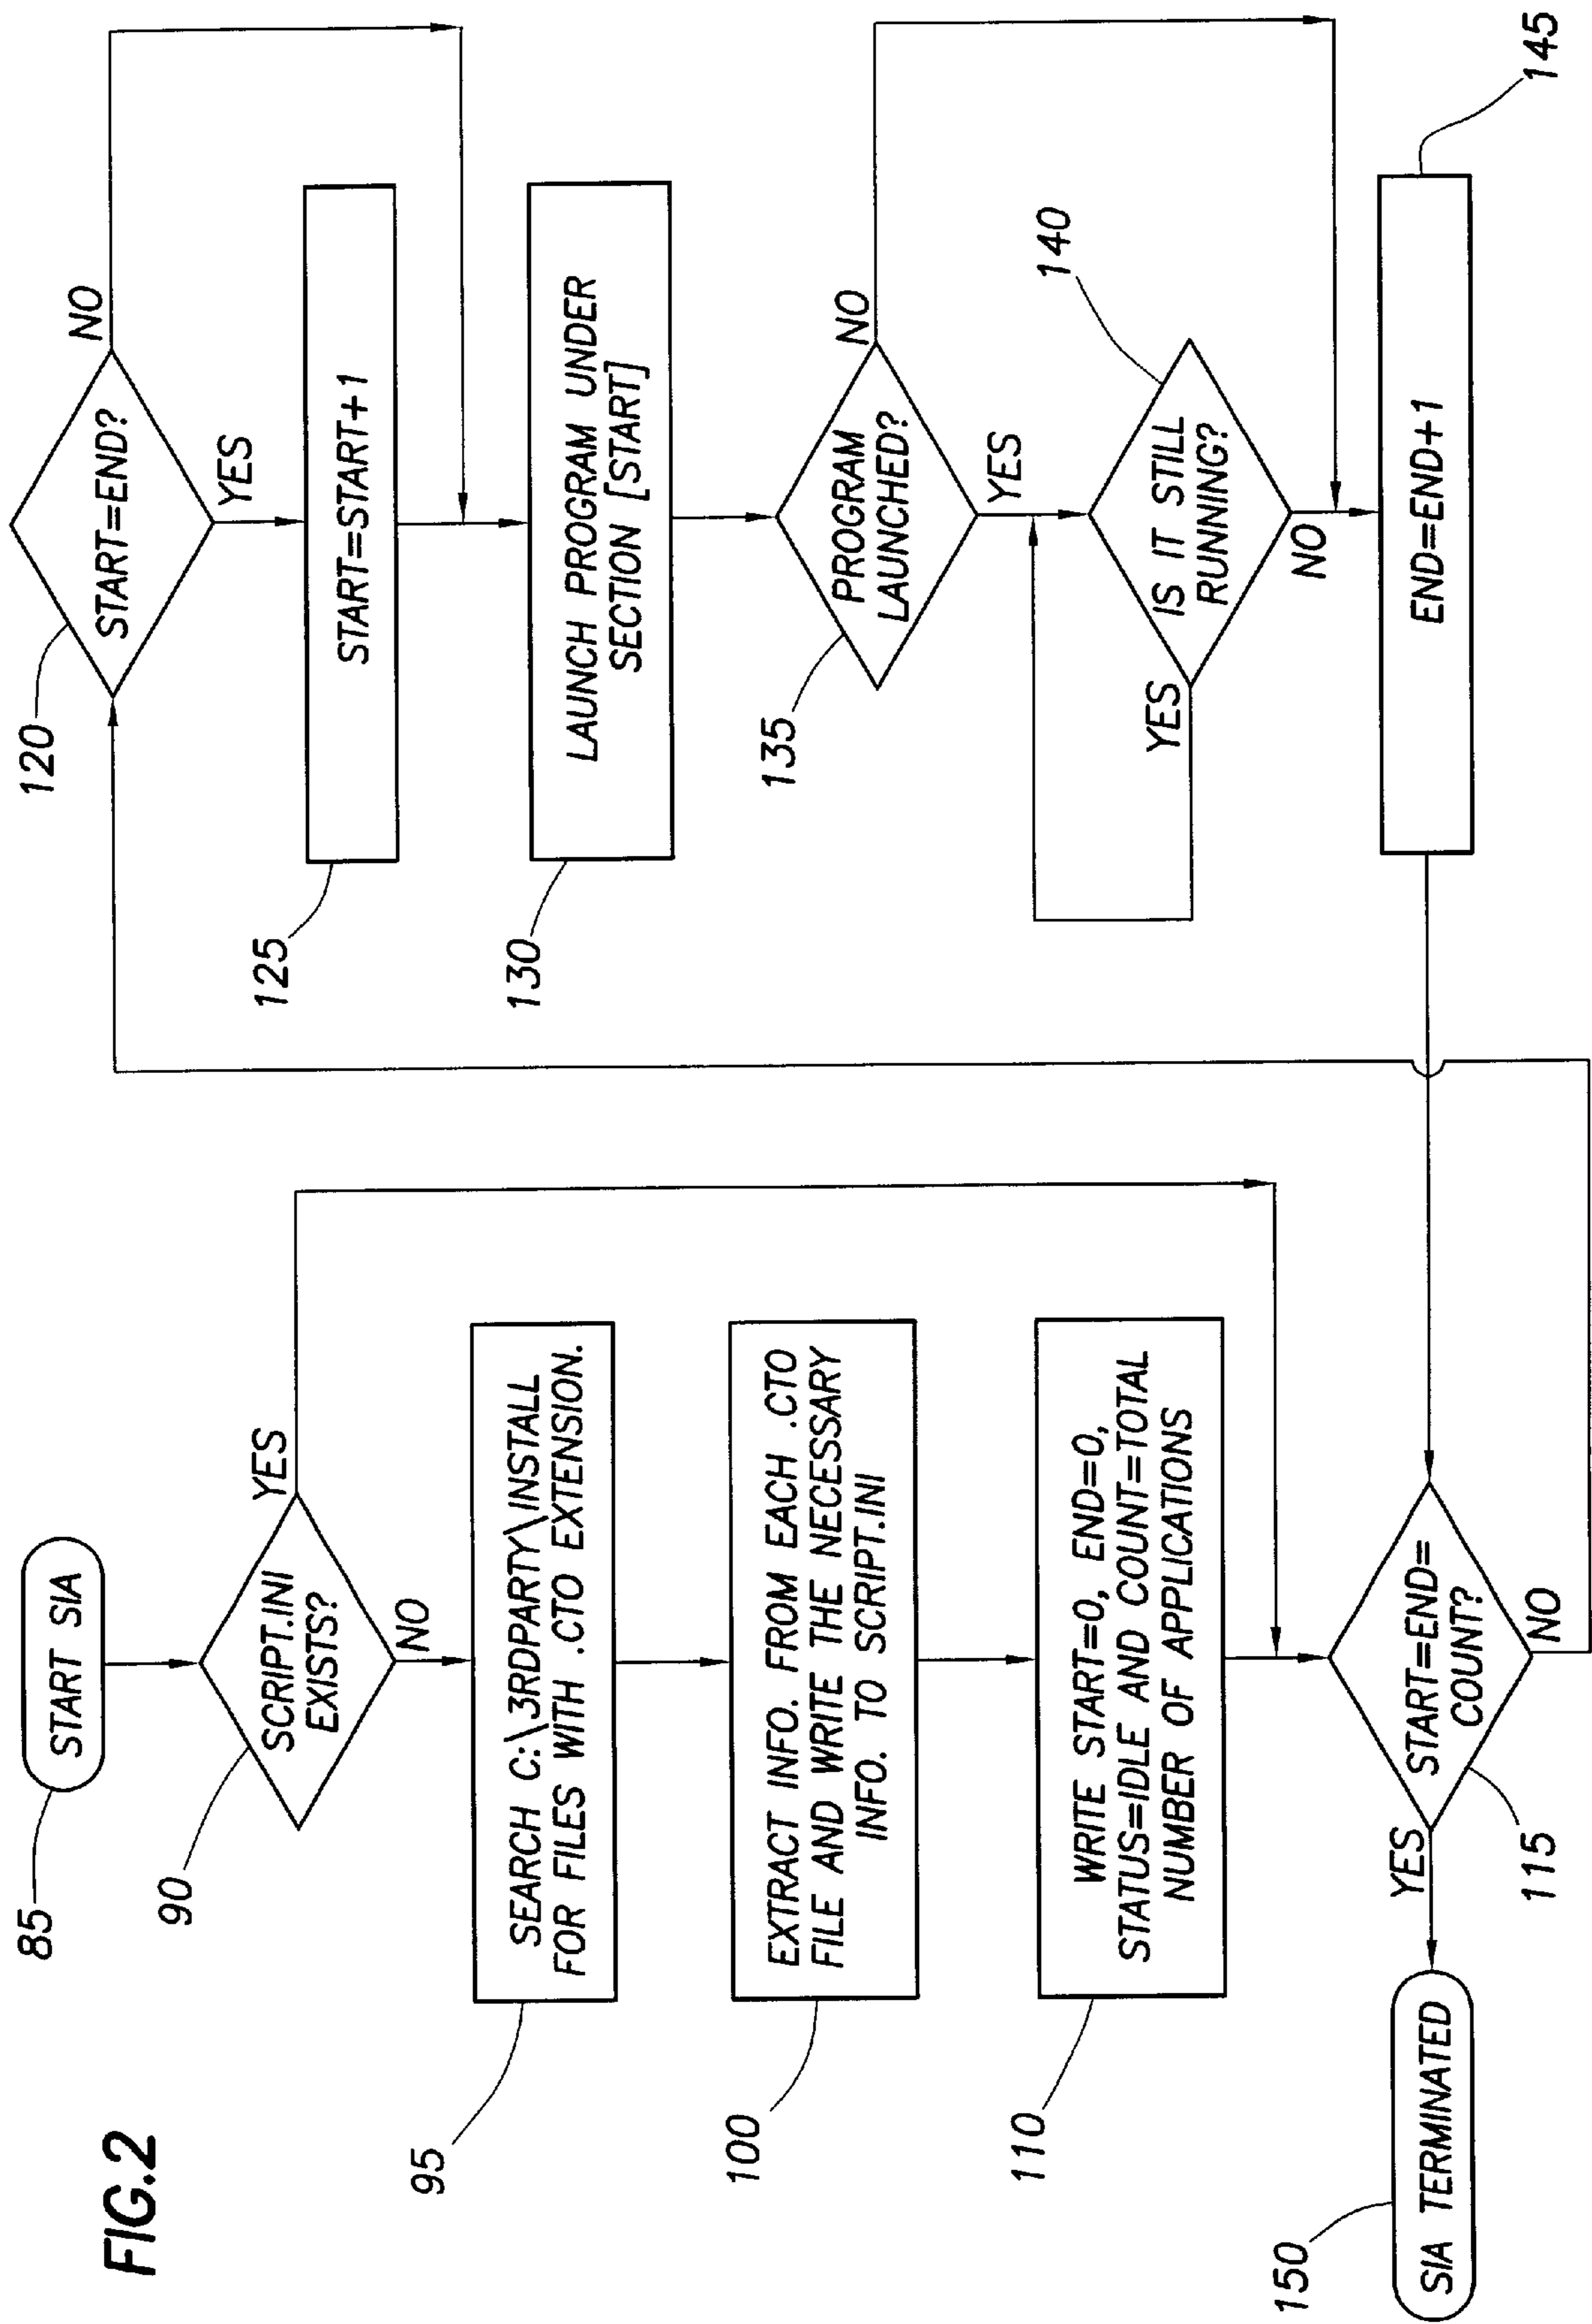 FIG.2
85
START SIA
90
SCRIPT.INI
EXISTS?
YES
NO
95
SEARCH C:\3RDPARTY\INSTALL
FOR FILES WITH .CTO EXTENSION.
100
EXTRACT INFO. FROM EACH .CTO
FILE AND WRITE THE NECESSARY
INFO. TO SCRIPT.INI
110
WRITE START=0, END=0,
STATUS=IDLE AND COUNT=TOTAL
NUMBER OF APPLICATIONS
START=END=
COUNT?
115
YES
NO
150
SIA TERMINATED
120
START=END?
NO
YES
125
START=START+1
130
LAUNCH PROGRAM UNDER
SECTION [START]
135
PROGRAM
LAUNCHED?
NO
YES
140
IS IT STILL
RUNNING?
YES
NO
END=END+1
145